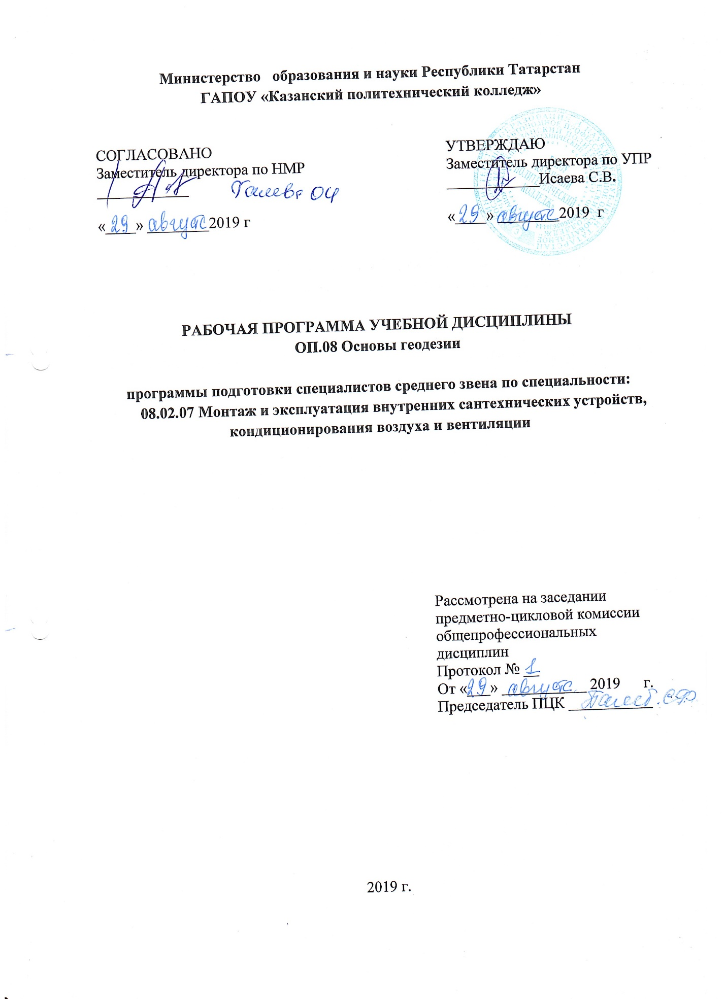 Министерство образования и науки Республики Татарстан
ГАПОУ «Казанский политехнический колледж»
СОГЛАСОВАНО
Заместитель директора по НМР
«29» августа 2019 г
УТВЕРЖДАЮ
Заместитель директора по УПР
Исаева С.В.
«29» августа 2019 г
РАБОЧАЯ ПРОГРАММА УЧЕБНОЙ ДИСЦИПЛИНЫ
ОП.08 Основы геодезии
программы подготовки специалистов среднего звена по специальности:
08.02.07 Монтаж и эксплуатация внутренних сантехнических устройств,
кондиционирования воздуха и вентиляции
Рассмотрена на заседании
предметно-цикловой комиссии
общепрофессиональных
дисциплин
Протокол № 1
От «29» августа 2019 г.
Председатель ПЦК
2019 г.